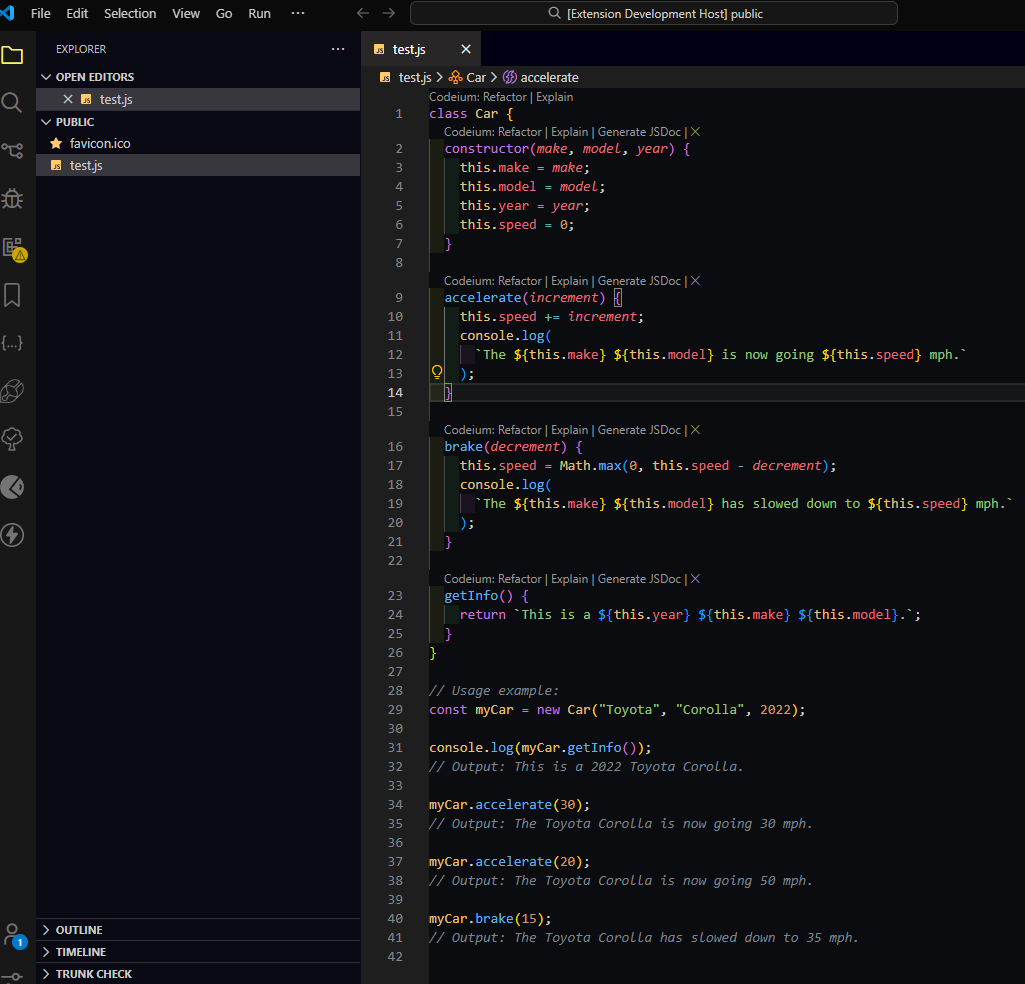 File Edit Selection View Go Run ··· [Extension Development Host] public
EXPLORER ···
OPEN EDITORS
test.js
PUBLIC
favicon.ico
test.js
1
OUTLINE
TIMELINE
TRUNK CHECK
JS test.js
JS test.js > Car > accelerate
Codeium: Refactor | Explain
1 class Car {
Codeium: Refactor | Explain | Generate JSDoc | X
2 constructor(make, model, year) {
3 this.make = make;
4 this.model = model;
5 this.year = year;
6 this.speed = 0;
7 }
8
Codeium: Refactor | Explain | Generate JSDoc | X
9 accelerate(increment) {
10 this.speed += increment;
11 console.log(
12 `The ${this.make} ${this.model} is now going ${this.speed} mph.`
13 );
14 }
15
Codeium: Refactor | Explain | Generate JSDoc | X
16 brake(decrement) {
17 this.speed = Math.max(0, this.speed - decrement);
18 console.log(
19 `The ${this.make} ${this.model} has slowed down to ${this.speed} mph.`
20 );
21 }
22
Codeium: Refactor | Explain | Generate JSDoc | X
23 getInfo() {
24 return `This is a ${this.year} ${this.make} ${this.model}.`;
25 }
26 }
27
28 // Usage example:
29 const myCar = new Car("Toyota", "Corolla", 2022);
30
31 console.log(myCar.getInfo());
32 // Output: This is a 2022 Toyota Corolla.
33
34 myCar.accelerate(30);
35 // Output: The Toyota Corolla is now going 30 mph.
36
37 myCar.accelerate(20);
38 // Output: The Toyota Corolla is now going 50 mph.
39
40 myCar.brake(15);
41 // Output: The Toyota Corolla has slowed down to 35 mph.
42